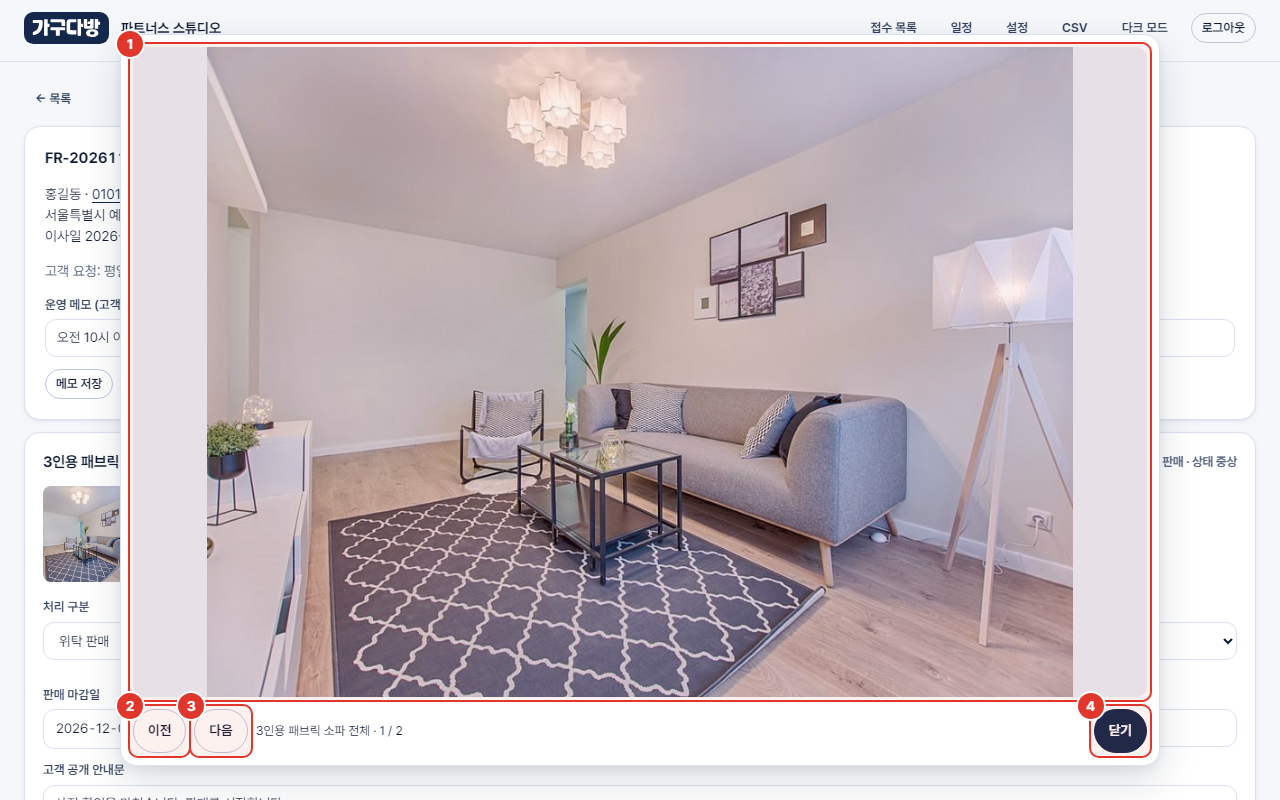 가구다방 파트너스 스튜디오 접수 목록 일정 설정 CSV 다크 모드 로그아웃
← 목록
1
FR-20261
홍길동 · 0101
서울특별시
이사일 2026-
고객 요청:
운영 메모 (고객
오전 10시
메모 저장
3인용 패브릭 판매 · 상태 중상
처리 구분
위탁 판매
판매 마감일
2 3 4
2026-12-
이전 다음 3인용 패브릭 소파 전체 · 1 / 2 닫기
고객 공개 안내문